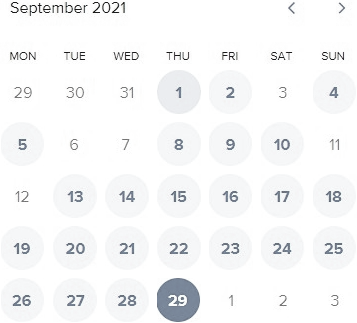 September 2021
MON TUE WED THU FRI SAT SUN
29 30 31 1 2 3 4
5 6 7 8 9 10 11
12 13 14 15 16 17 18
19 20 21 22 23 24 25
26 27 28 29 1 2 3